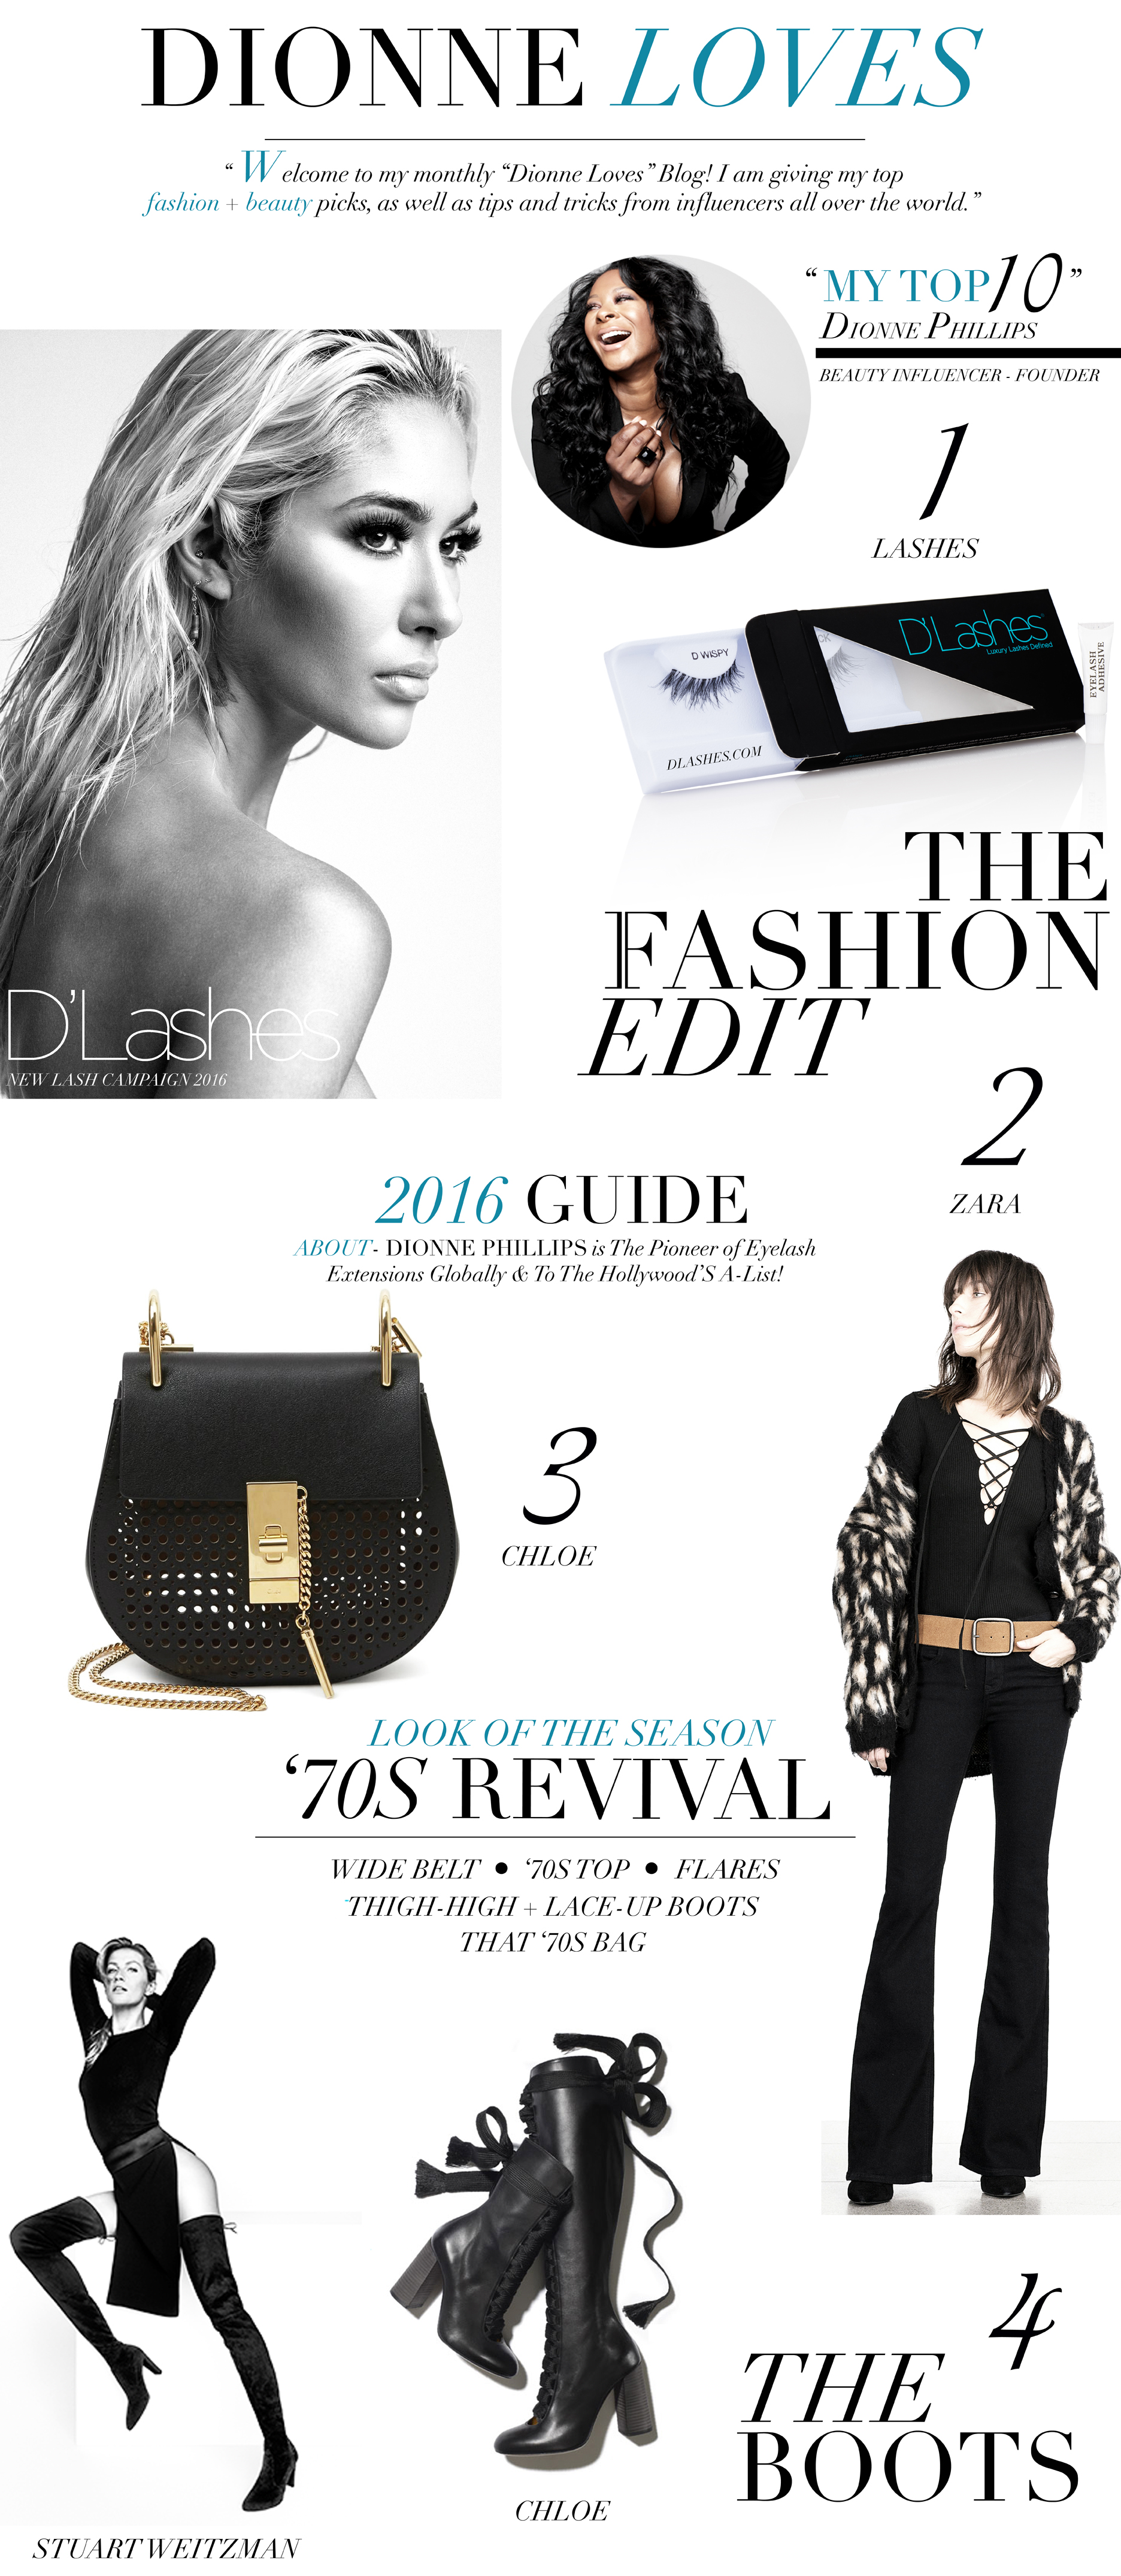 DIONNE LOVES
“ Welcome to my monthly “Dionne Loves” Blog! I am giving my top
fashion + beauty picks, as well as tips and tricks from influencers all over the world.”
“MY TOP 10”
DIONNE PHILLIPS
BEAUTY INFLUENCER - FOUNDER
1
LASHES
D WISPY
DLASHES.COM
D'Lashes®
Luxury Lashes Defined
EYELASH
ADHESIVE
D'Lashes
NEW LASH CAMPAIGN 2016
THE
FASHION
EDIT
2
ZARA
2016 GUIDE
ABOUT - DIONNE PHILLIPS is The Pioneer of Eyelash
Extensions Globally & To The Hollywood’S A-List!
3
CHLOE
LOOK OF THE SEASON
‘70S REVIVAL
WIDE BELT • ‘70S TOP • FLARES
THIGH-HIGH + LACE-UP BOOTS
THAT ‘70S BAG
4
THE
BOOTS
CHLOE
STUART WEITZMAN